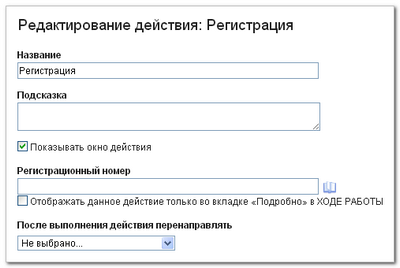 Редактирование действия: Регистрация
Название
Регистрация
Подсказка
Показывать окно действия
Регистрационный номер
Отображать данное действие только во вкладке «Подробно» в ХОДЕ РАБОТЫ
После выполнения действия перенаправлять
Не выбрано...